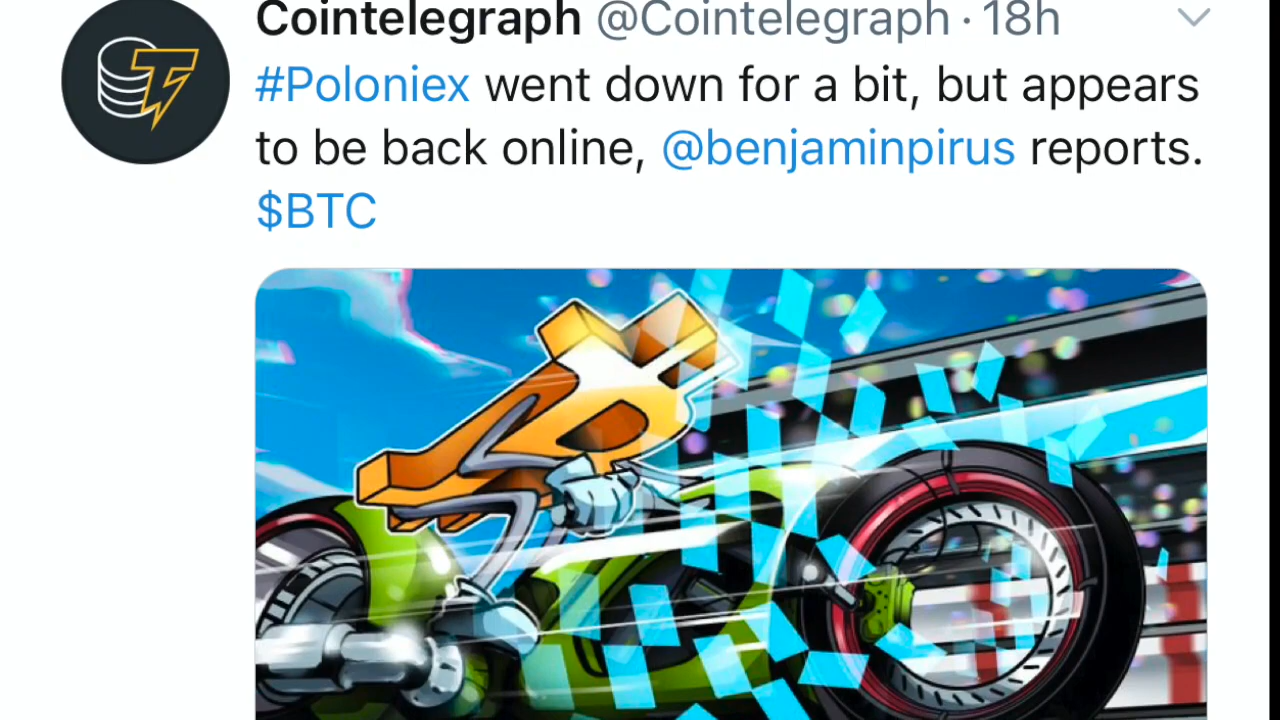 Cointelegraph @Cointelegraph · 18h
#Poloniex went down for a bit, but appears
to be back online, @benjaminpirus reports.
$BTC